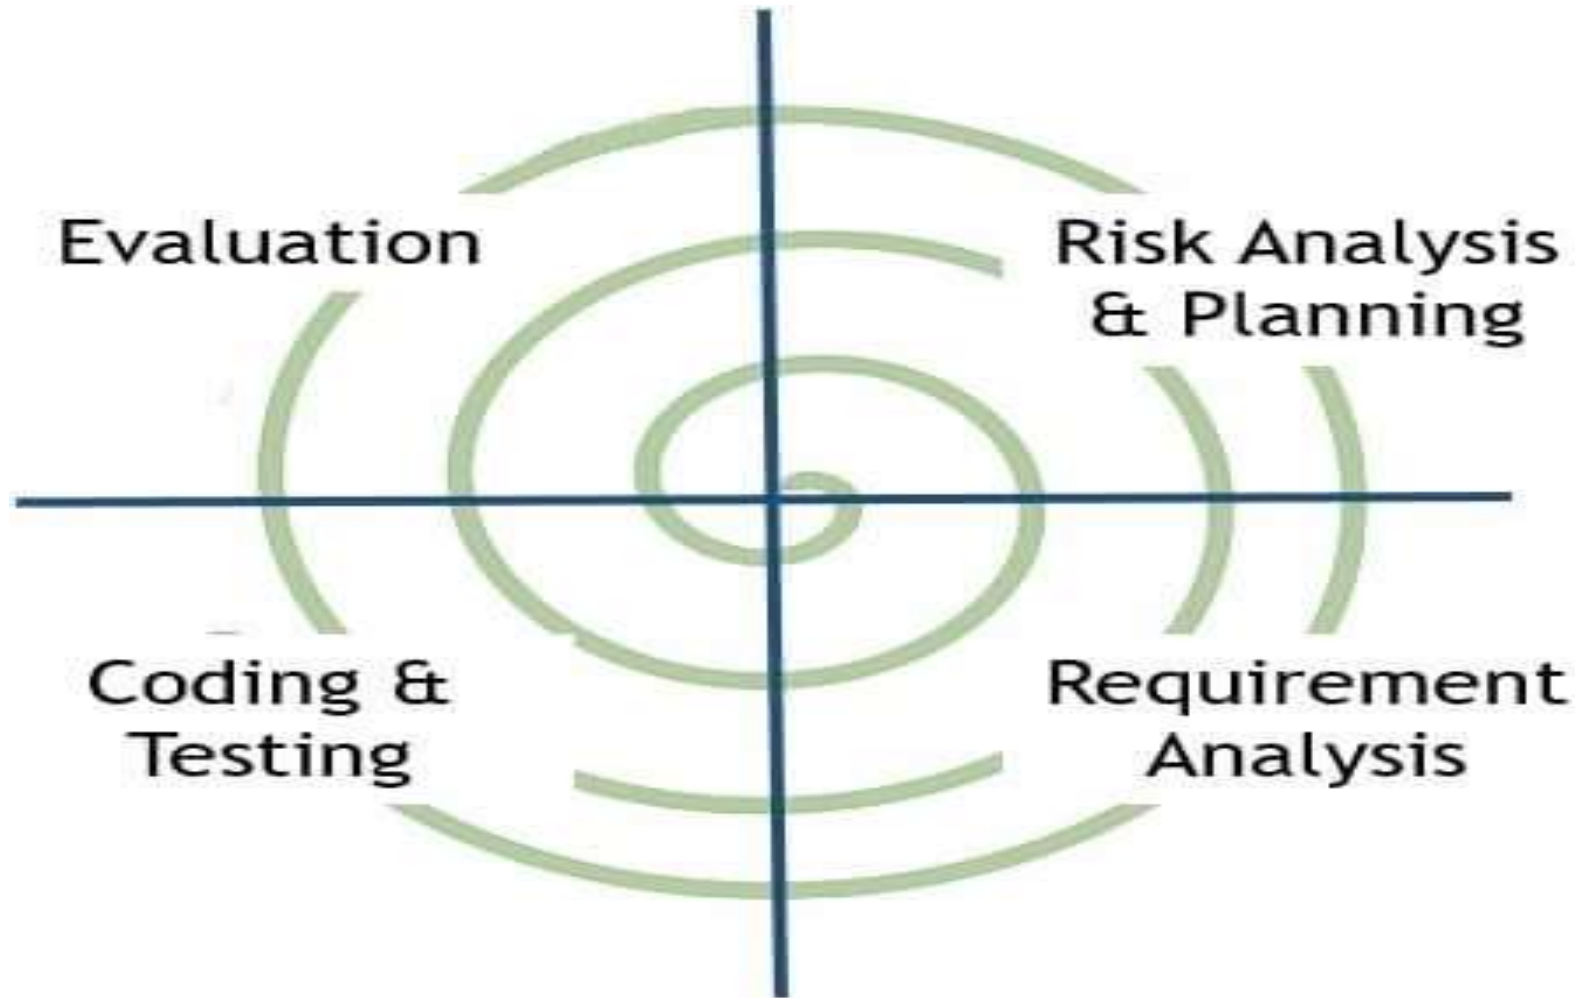 Evaluation
Risk Analysis
& Planning
Coding &
Testing
Requirement
Analysis